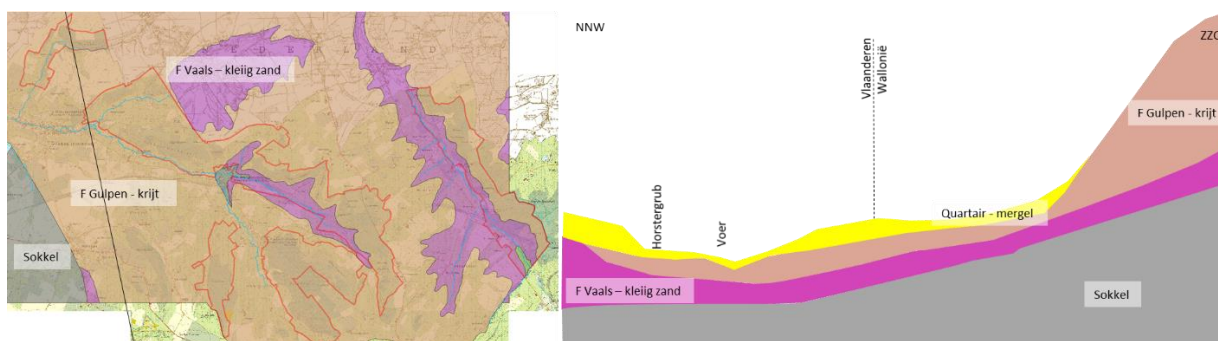 NEDERLAND
F Vaals – kleiig zand
F Gulpen - krijt
Sokkel
NNW
ZZO
Vlaanderen
Wallonië
F Gulpen - krijt
Horstergrub
Voer
Quartair - mergel
F Vaals – kleiig zand
Sokkel